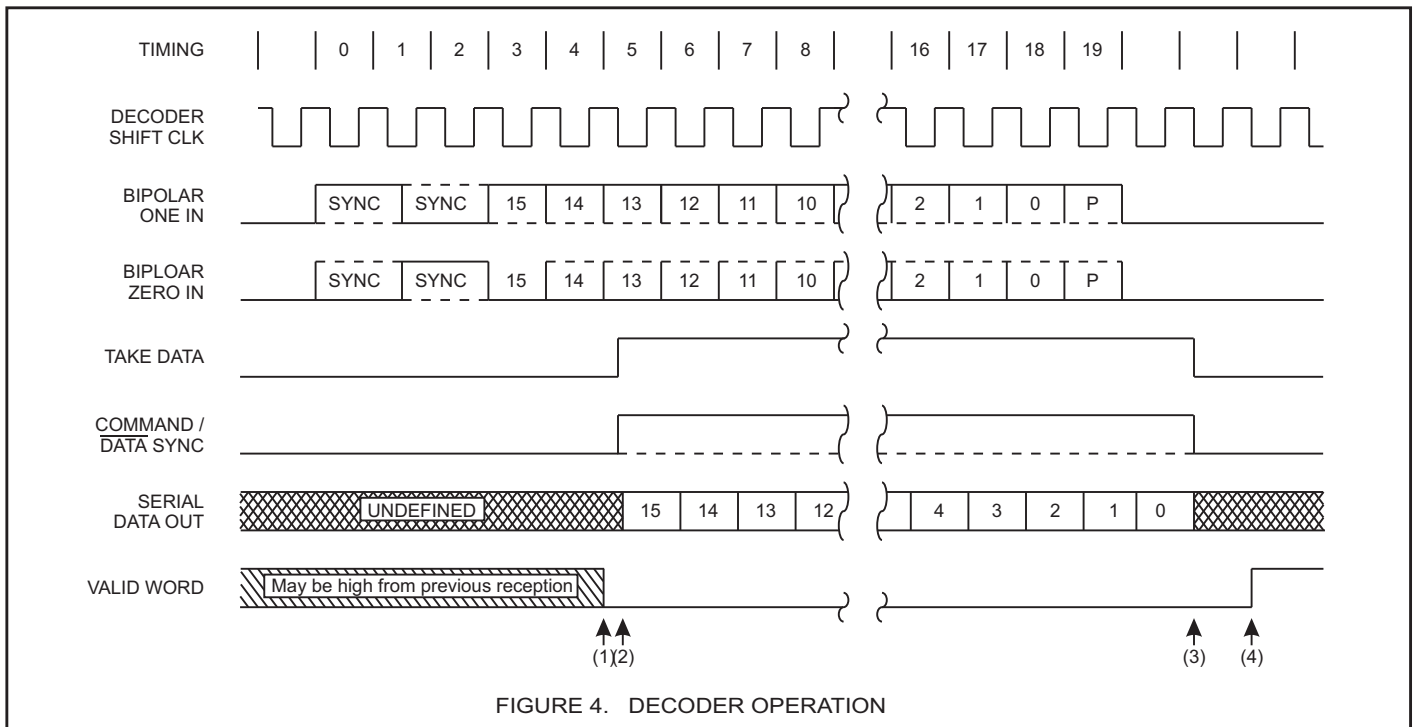 TIMING 0 1 2 3 4 5 6 7 8 16 17 18 19
DECODER
SHIFT CLK
BIPOLAR
ONE IN
SYNC SYNC 15 14 13 12 11 10 2 1 0 P
BIPLOAR
ZERO IN
SYNC SYNC 15 14 13 12 11 10 2 1 0 P
TAKE DATA
COMMAND /
DATA SYNC
SERIAL
DATA OUT
UNDEFINED 15 14 13 12 4 3 2 1 0
VALID WORD May be high from previous reception
(1) (2) (3) (4)
FIGURE 4. DECODER OPERATION